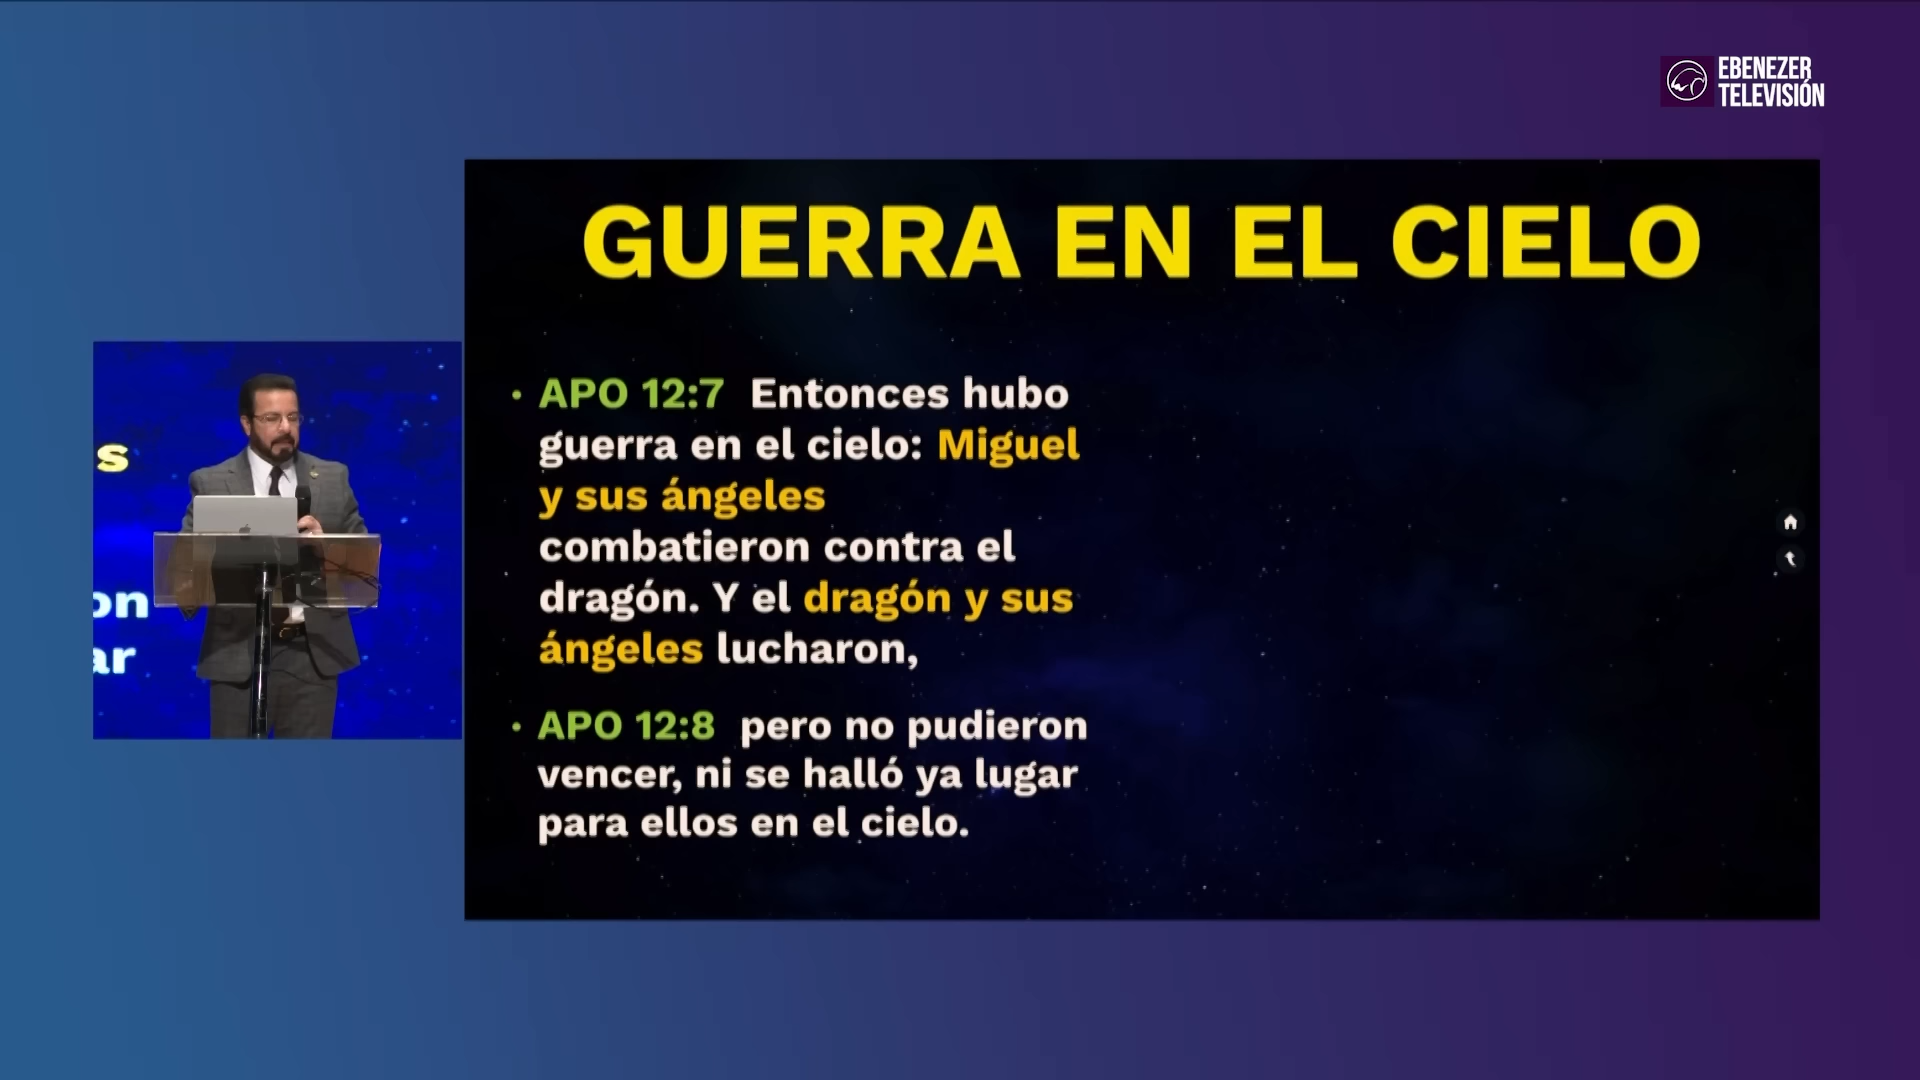 EBENEZER
TELEVISIÓN
GUERRA EN EL CIELO
• APO 12:7 Entonces hubo
guerra en el cielo: Miguel
y sus ángeles
combatieron contra el
dragón. Y el dragón y sus
ángeles lucharon,
• APO 12:8 pero no pudieron
vencer, ni se halló ya lugar
para ellos en el cielo.
s
on
ar